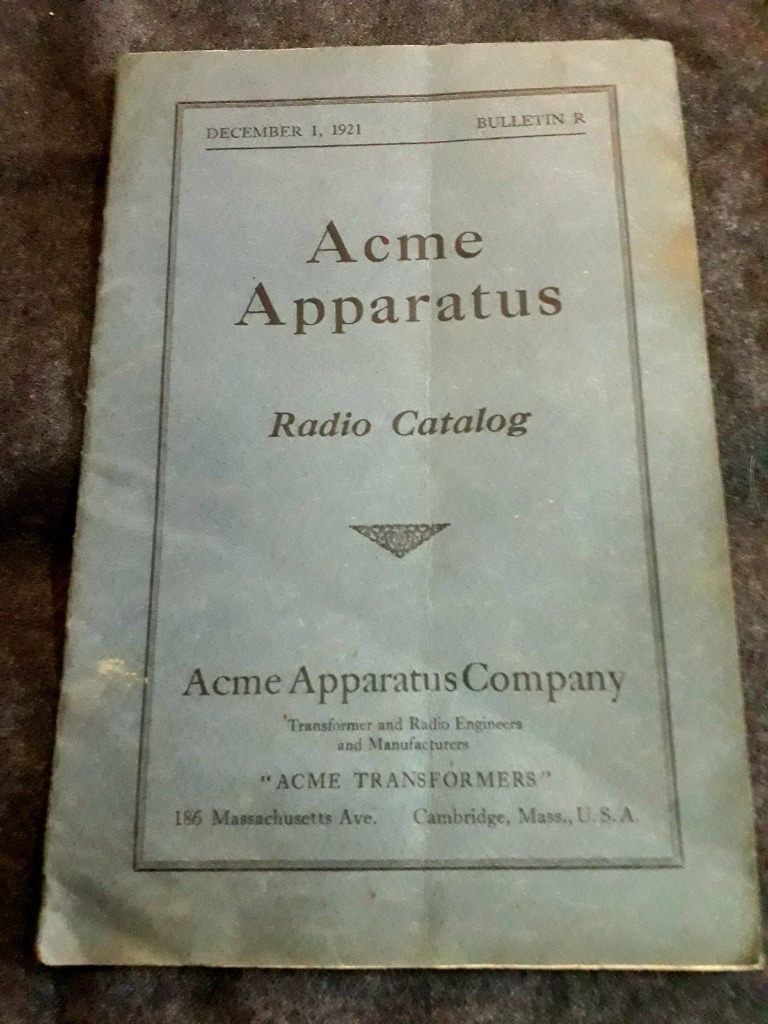 DECEMBER 1, 1921 BULLETIN R
Acme
Apparatus
Radio Catalog
Acme Apparatus Company
Transformer and Radio Engineers
and Manufacturers
"ACME TRANSFORMERS"
186 Massachusetts Ave. Cambridge, Mass., U. S. A.